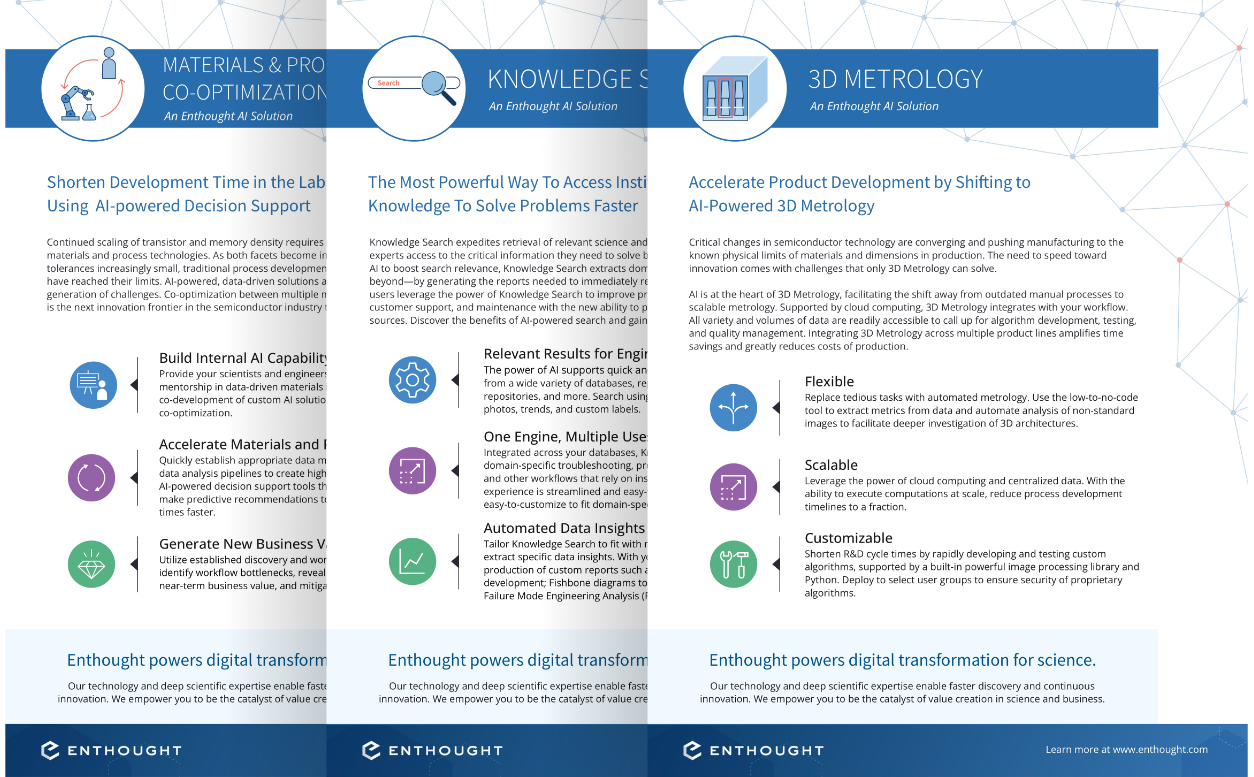 MATERIALS & PRO
CO-OPTIMIZATION
An Enthought AI Solution
Shorten Development Time in the Lab
Using AI-powered Decision Support
Continued scaling of transistor and memory density requires
materials and process technologies. As both facets become in
tolerances increasingly small, traditional process developmen
have reached their limits. AI-powered, data-driven solutions a
generation of challenges. Co-optimization between multiple m
is the next innovation frontier in the semiconductor industry
Build Internal AI Capability
Provide your scientists and engineers
mentorship in data-driven materials
co-development of custom AI solutio
co-optimization.
Accelerate Materials and P
Quickly establish appropriate data m
data analysis pipelines to create high
AI-powered decision support tools th
make predictive recommendations to
times faster.
Generate New Business Va
Utilize established discovery and wor
identify workflow bottlenecks, reveal
near-term business value, and mitiga
Enthought powers digital transform
Our technology and deep scientific expertise enable faste
innovation. We empower you to be the catalyst of value cre
ENTHOUGHT
Search
KNOWLEDGE S
An Enthought AI Solution
The Most Powerful Way To Access Insti
Knowledge To Solve Problems Faster
Knowledge Search expedites retrieval of relevant science and
experts access to the critical information they need to solve b
AI to boost search relevance, Knowledge Search extracts dom
beyond—by generating the reports needed to immediately re
users leverage the power of Knowledge Search to improve pr
customer support, and maintenance with the new ability to p
sources. Discover the benefits of AI-powered search and gain
Relevant Results for Engin
The power of AI supports quick an
from a wide variety of databases, re
repositories, and more. Search using
photos, trends, and custom labels.
One Engine, Multiple Uses
Integrated across your databases, K
domain-specific troubleshooting, pr
and other workflows that rely on ins
experience is streamlined and easy-
easy-to-customize to fit domain-spe
Automated Data Insights
Tailor Knowledge Search to fit with
extract specific data insights. With y
production of custom reports such a
development; Fishbone diagrams to
Failure Mode Engineering Analysis (F
Enthought powers digital transform
Our technology and deep scientific expertise enable faste
innovation. We empower you to be the catalyst of value cre
ENTHOUGHT
3D METROLOGY
An Enthought AI Solution
Accelerate Product Development by Shifting to
AI-Powered 3D Metrology
Critical changes in semiconductor technology are converging and pushing manufacturing to the
known physical limits of materials and dimensions in production. The need to speed toward
innovation comes with challenges that only 3D Metrology can solve.
AI is at the heart of 3D Metrology, facilitating the shift away from outdated manual processes to
scalable metrology. Supported by cloud computing, 3D Metrology integrates with your workflow.
All variety and volumes of data are readily accessible to call up for algorithm development, testing,
and quality management. Integrating 3D Metrology across multiple product lines amplifies time
savings and greatly reduces costs of production.
Flexible
Replace tedious tasks with automated metrology. Use the low-to-no-code
tool to extract metrics from data and automate analysis of non-standard
images to facilitate deeper investigation of 3D architectures.
Scalable
Leverage the power of cloud computing and centralized data. With the
ability to execute computations at scale, reduce process development
timelines to a fraction.
Customizable
Shorten R&D cycle times by rapidly developing and testing custom
algorithms, supported by a built-in powerful image processing library and
Python. Deploy to select user groups to ensure security of proprietary
algorithms.
Enthought powers digital transformation for science.
Our technology and deep scientific expertise enable faster discovery and continuous
innovation. We empower you to be the catalyst of value creation in science and business.
ENTHOUGHT
Learn more at www.enthought.com